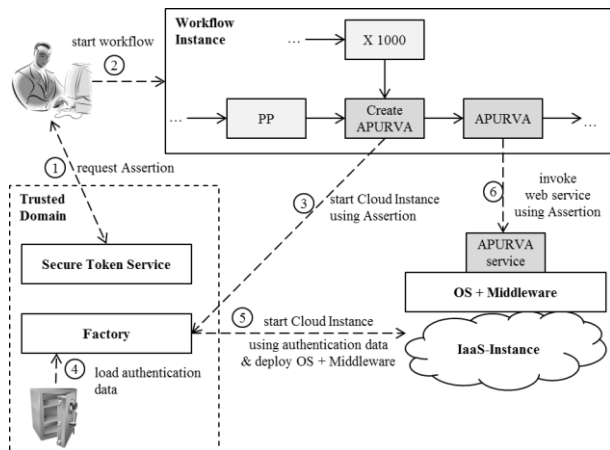 Workflow
Instance
...
X 1000
start workflow
2
...
PP
Create
APURVA
APURVA
...
1
request Assertion
Trusted
Domain
3
start Cloud Instance
using Assertion
6
invoke
web service
using Assertion
Secure Token Service
APURVA
service
OS + Middleware
Factory
5
start Cloud Instance
using authentication data
& deploy OS + Middleware
IaaS-Instance
4
load authentication
data